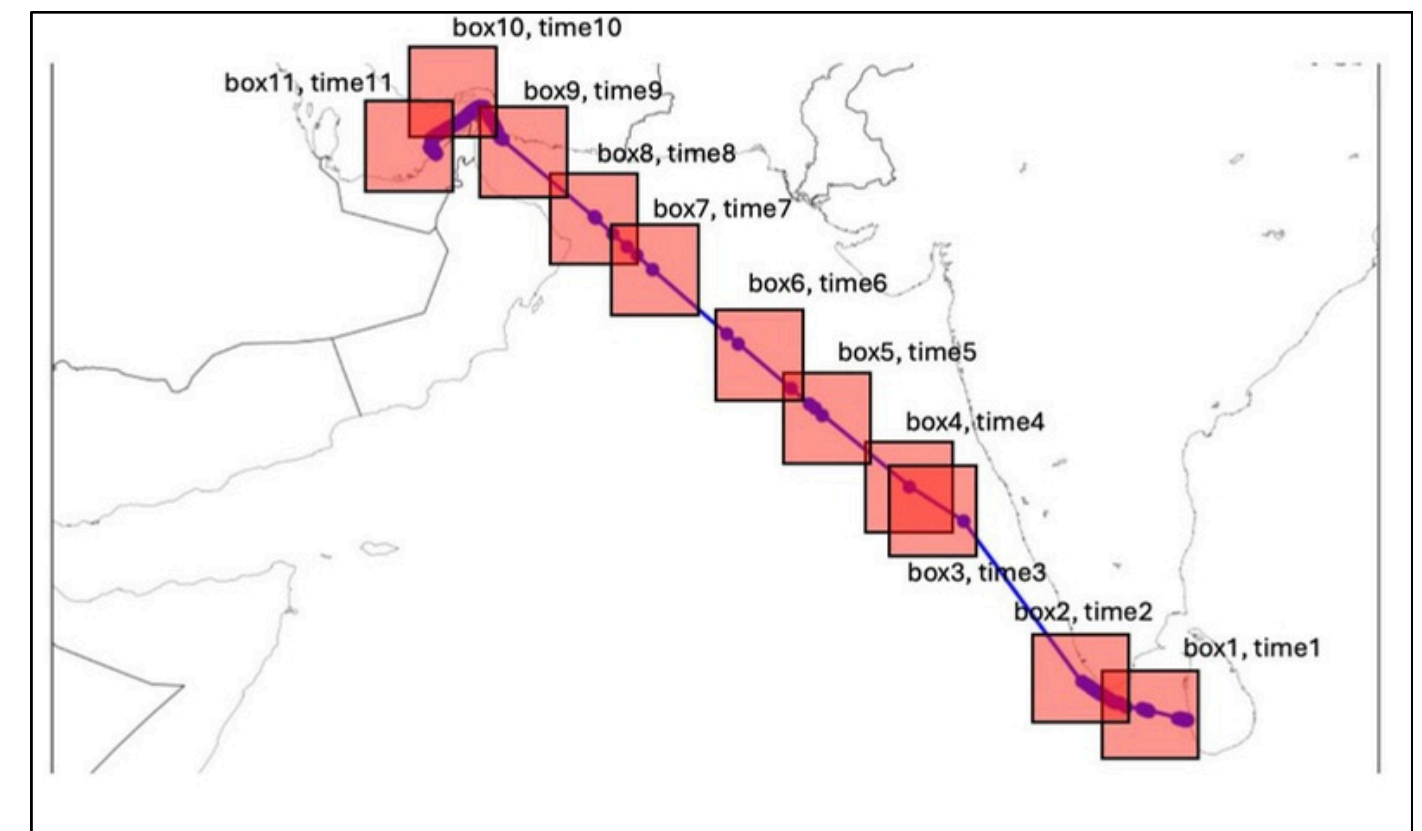 box10, time10
box11, time11
box9, time9
box8, time8
box7, time7
box6, time6
box5, time5
box4, time4
box3, time3
box2, time2
box1, time1